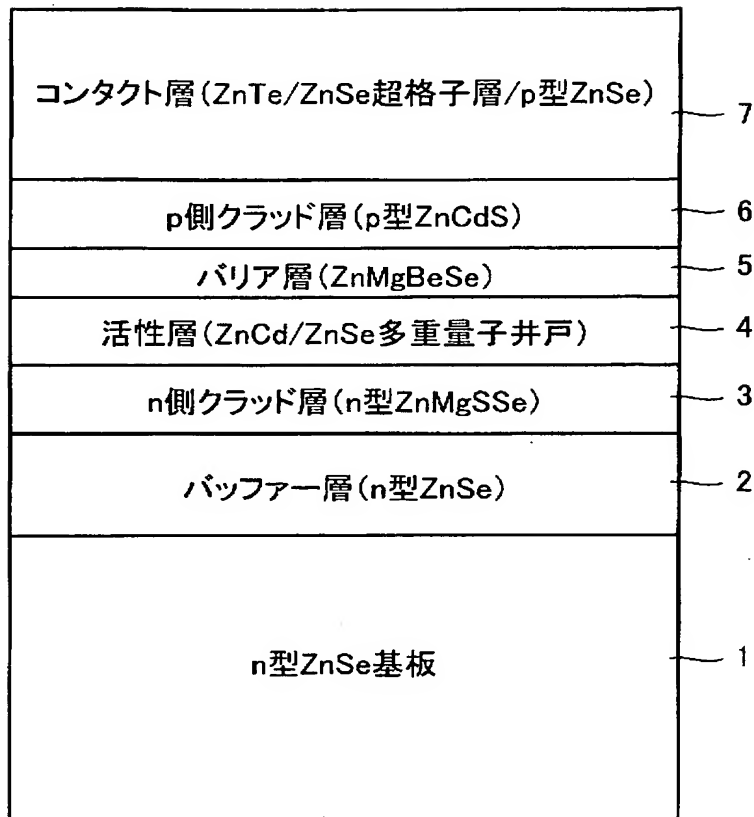 コンタクト層(ZnTe/ZnSe超格子層/p型ZnSe)
7
p側クラッド層(p型ZnCdS)
6
バリア層(ZnMgBeSe)
5
活性層(ZnCd/ZnSe多重量子井戸)
4
n側クラッド層(n型ZnMgSSe)
3
バッファー層(n型ZnSe)
2
n型ZnSe基板
1